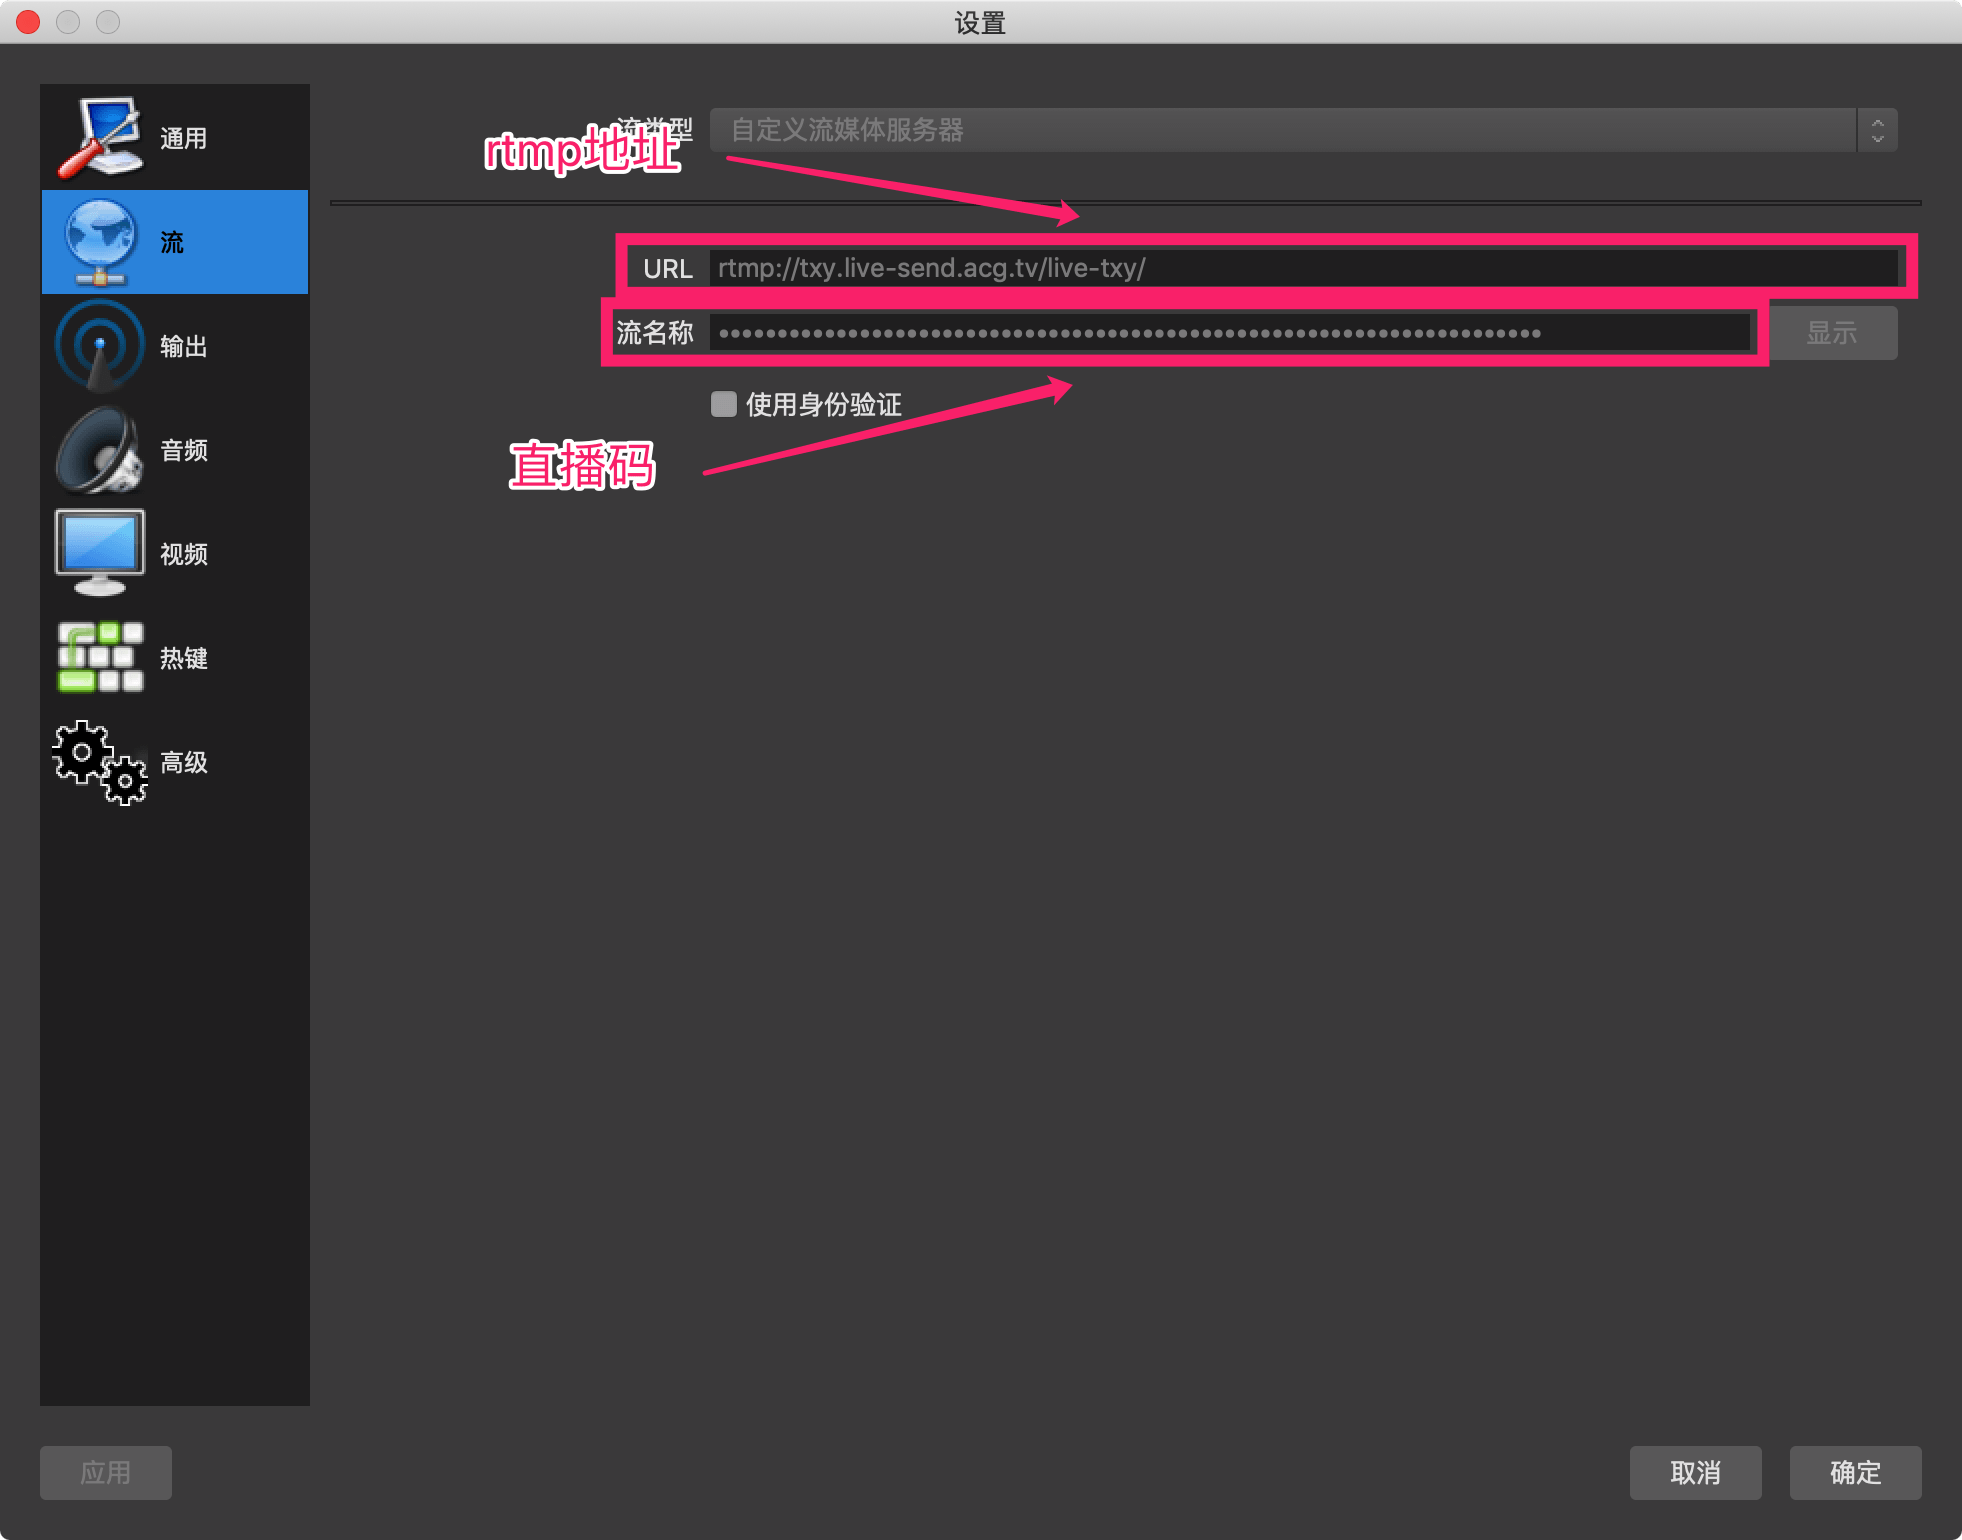 设置
通用
流
输出
音频
视频
热键
高级
流类型 自定义流媒体服务器
rtmp地址
URL rtmp://txy.live-send.acg.tv/live-txy/
流名称 显示
使用身份验证
直播码
应用 取消 确定